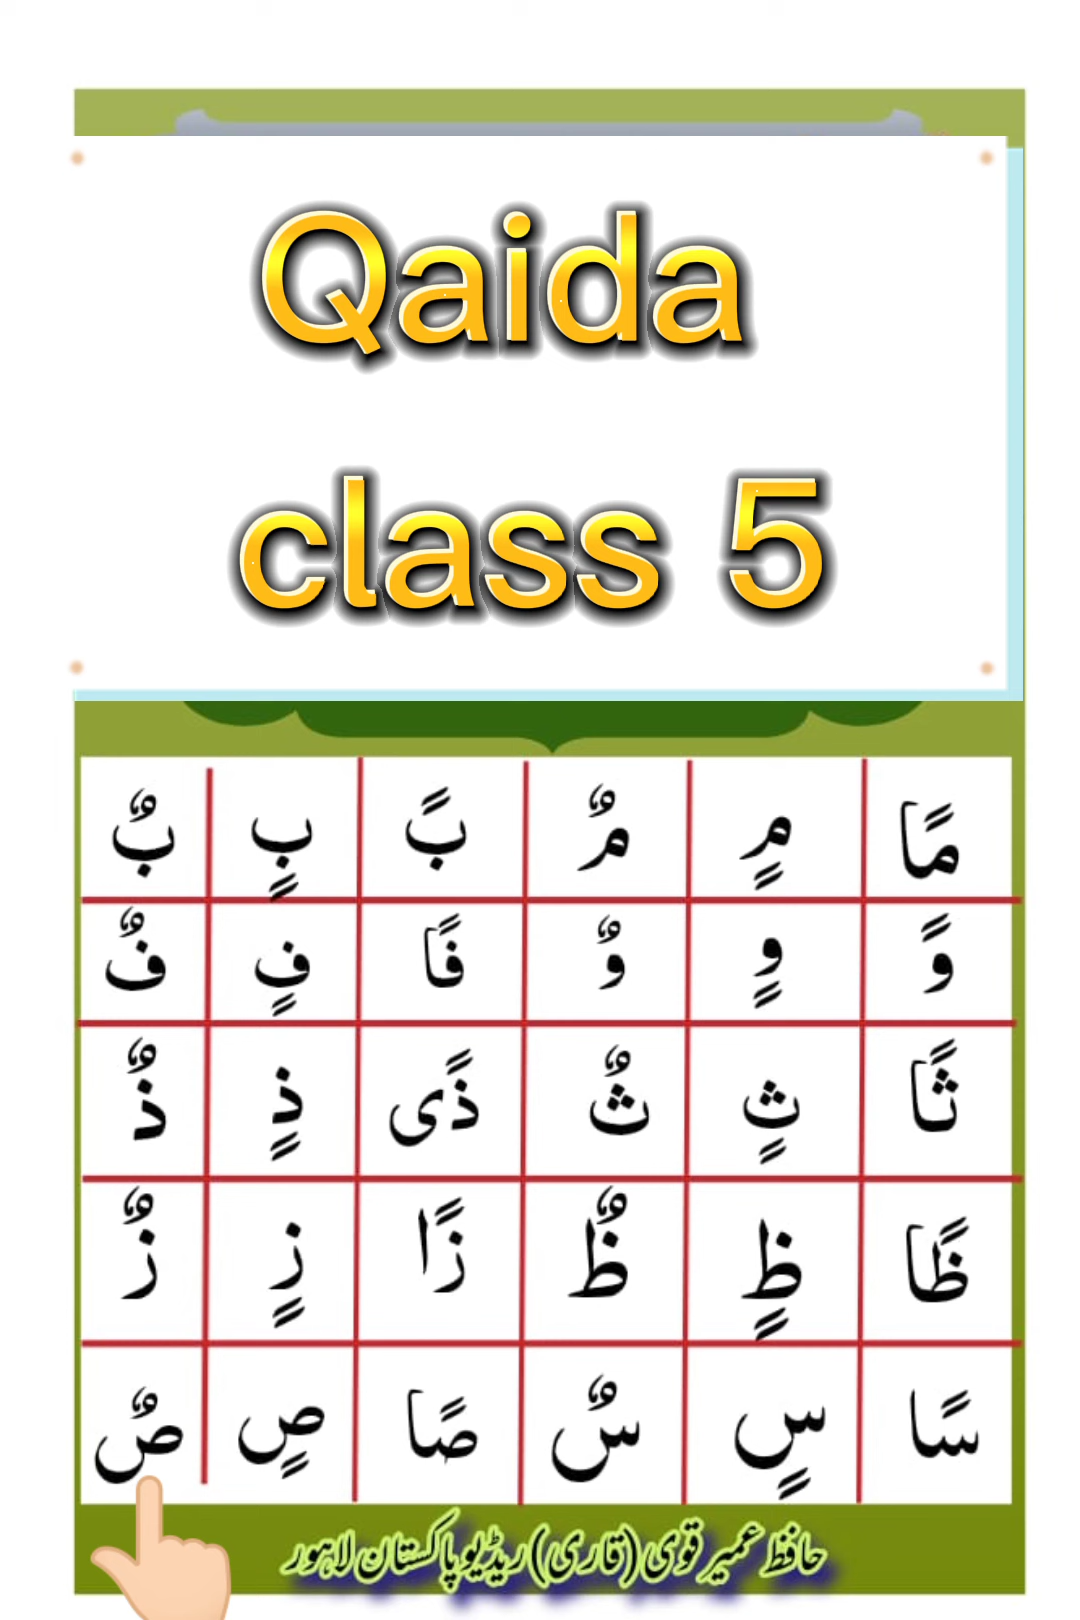 Qaida
class 5
مًا مٍ مٌ بً بٍ بٌ
وً وٍ وٌ فًا فٍ فٌ
ثًا ثٍ ثٌ ذًى ذٍ ذٌ
ظًا ظٍ ظٌ زًا زٍ زٌ
سًا سٍ سٌ صًا صٍ صٌ
حافظ عمیر قوی (قاری) ریڈیو پاکستان لاہور